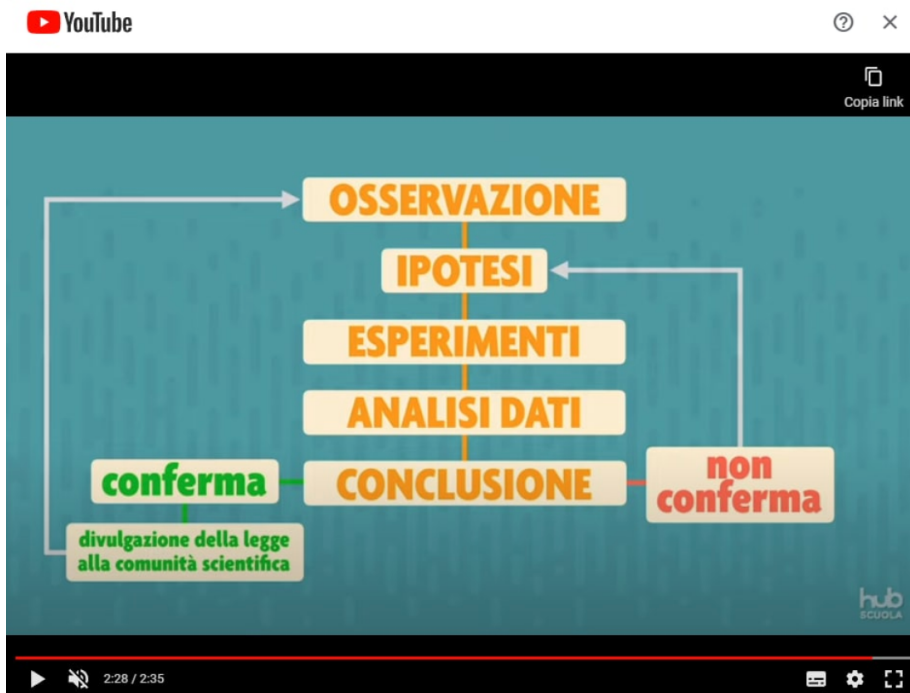 YouTube
Copia link
OSSERVAZIONE
IPOTESI
ESPERIMENTI
ANALISI DATI
conferma
CONCLUSIONE
non
conferma
divulgazione della legge
alla comunità scientifica
hub
SCUOLA
2:28 / 2:35